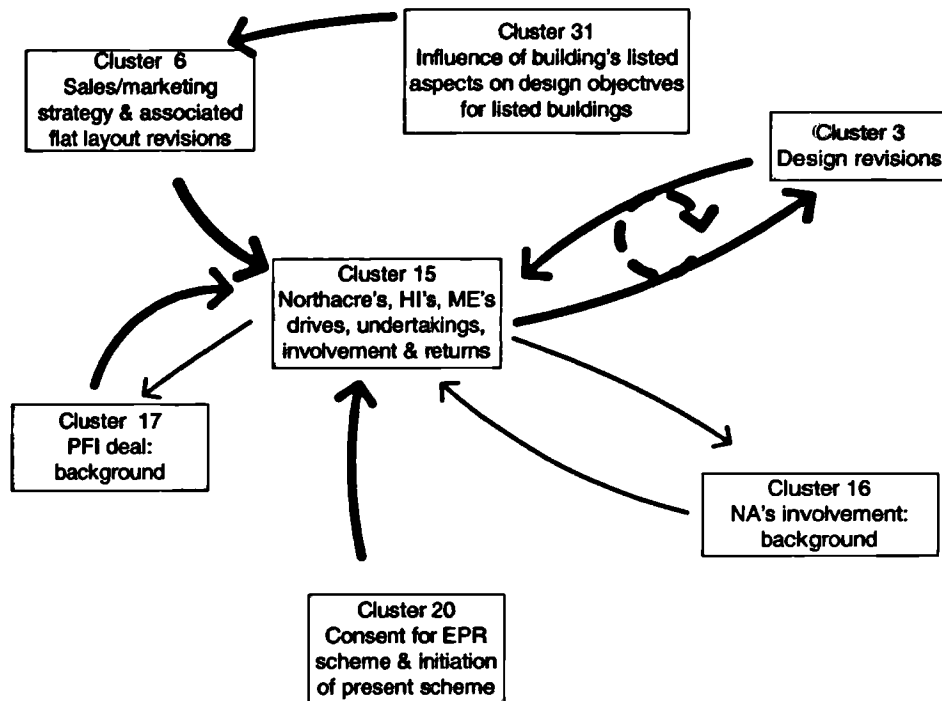 Cluster 31
Influence of building's listed
aspects on design objectives
for listed buildings
Cluster 6
Sales/marketing
strategy & associated
flat layout revisions
Cluster 3
Design revisions
Cluster 15
Northacre's, HI's, ME's
drives, undertakings,
involvement & returns
Cluster 17
PFI deal:
background
Cluster 16
NA's involvement:
background
Cluster 20
Consent for EPR
scheme & initiation
of present scheme